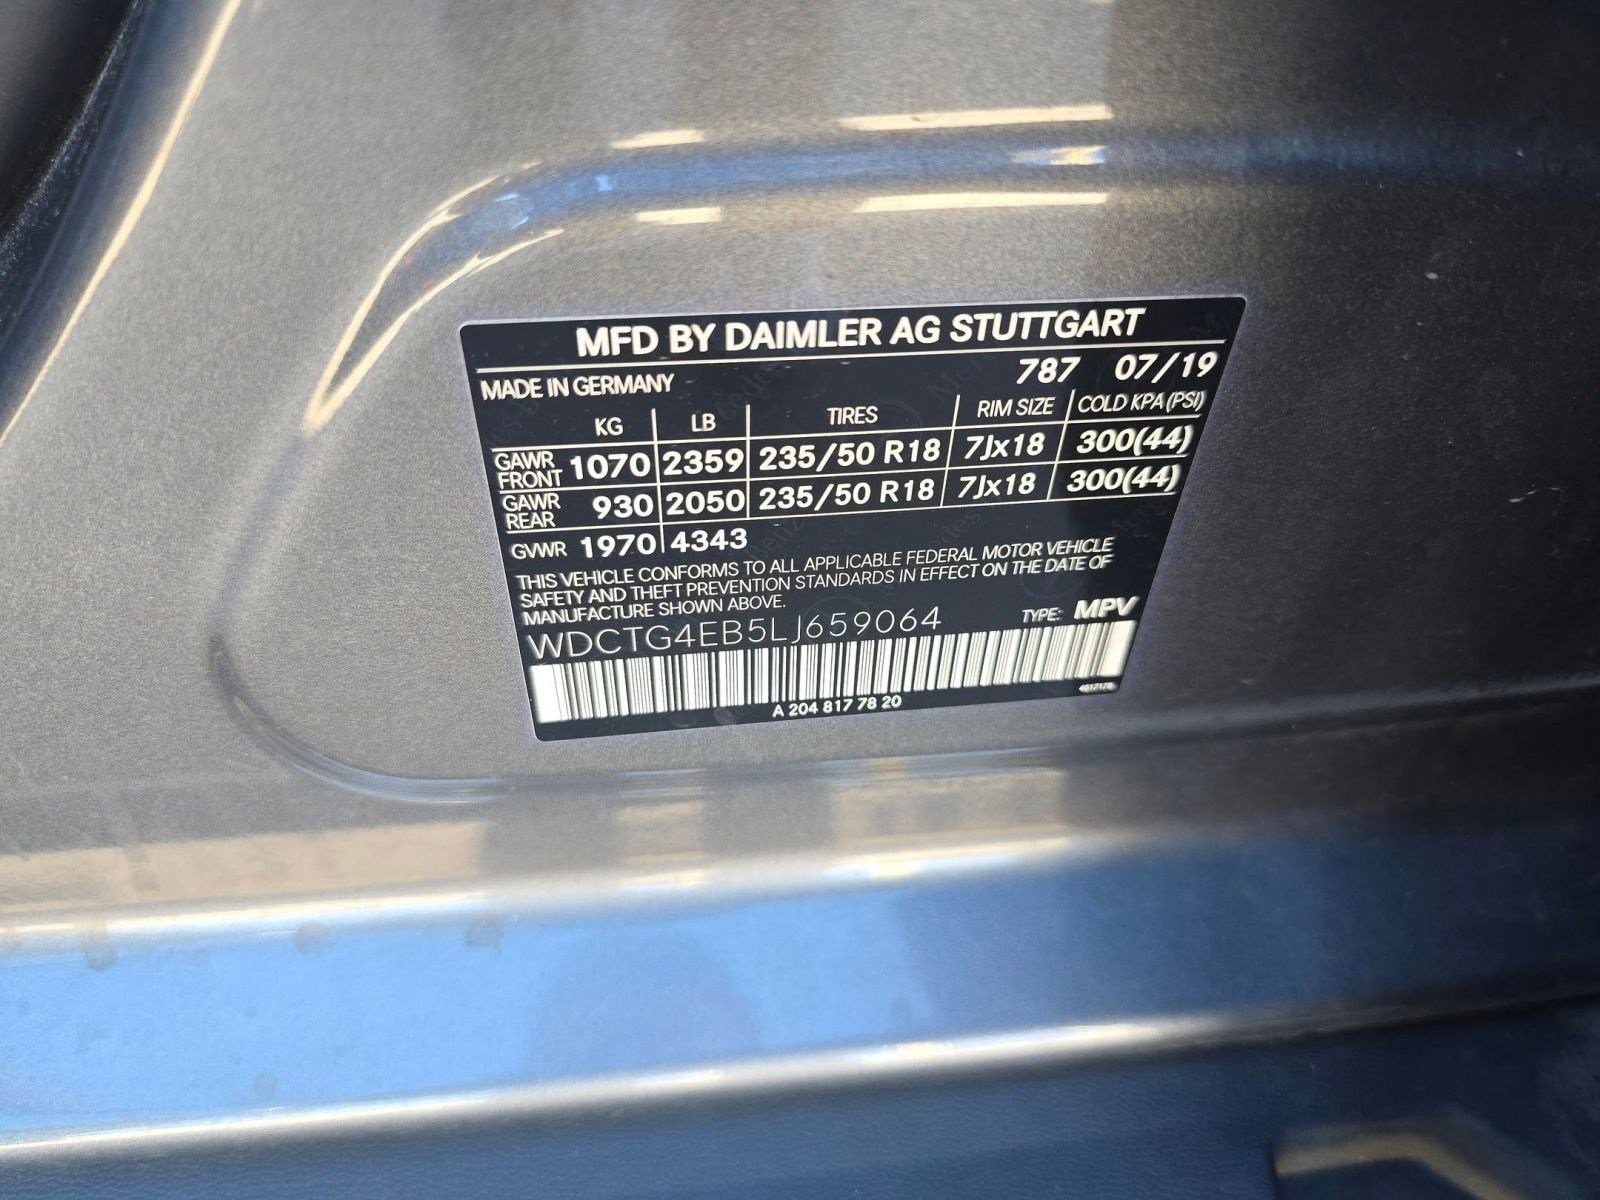 MFD BY DAIMLER AG STUTTGART
MADE IN GERMANY 787 07/19
KG LB TIRES RIM SIZE COLD KPA (PSI)
GAWR FRONT 1070 2359 235/50 R18 7Jx18 300(44)
GAWR REAR 930 2050 235/50 R18 7Jx18 300(44)
GVWR 1970 4343
THIS VEHICLE CONFORMS TO ALL APPLICABLE FEDERAL MOTOR VEHICLE
SAFETY AND THEFT PREVENTION STANDARDS IN EFFECT ON THE DATE OF
MANUFACTURE SHOWN ABOVE.
WDCTG4EB5LJ659064 TYPE: MPV
A 204 817 78 20